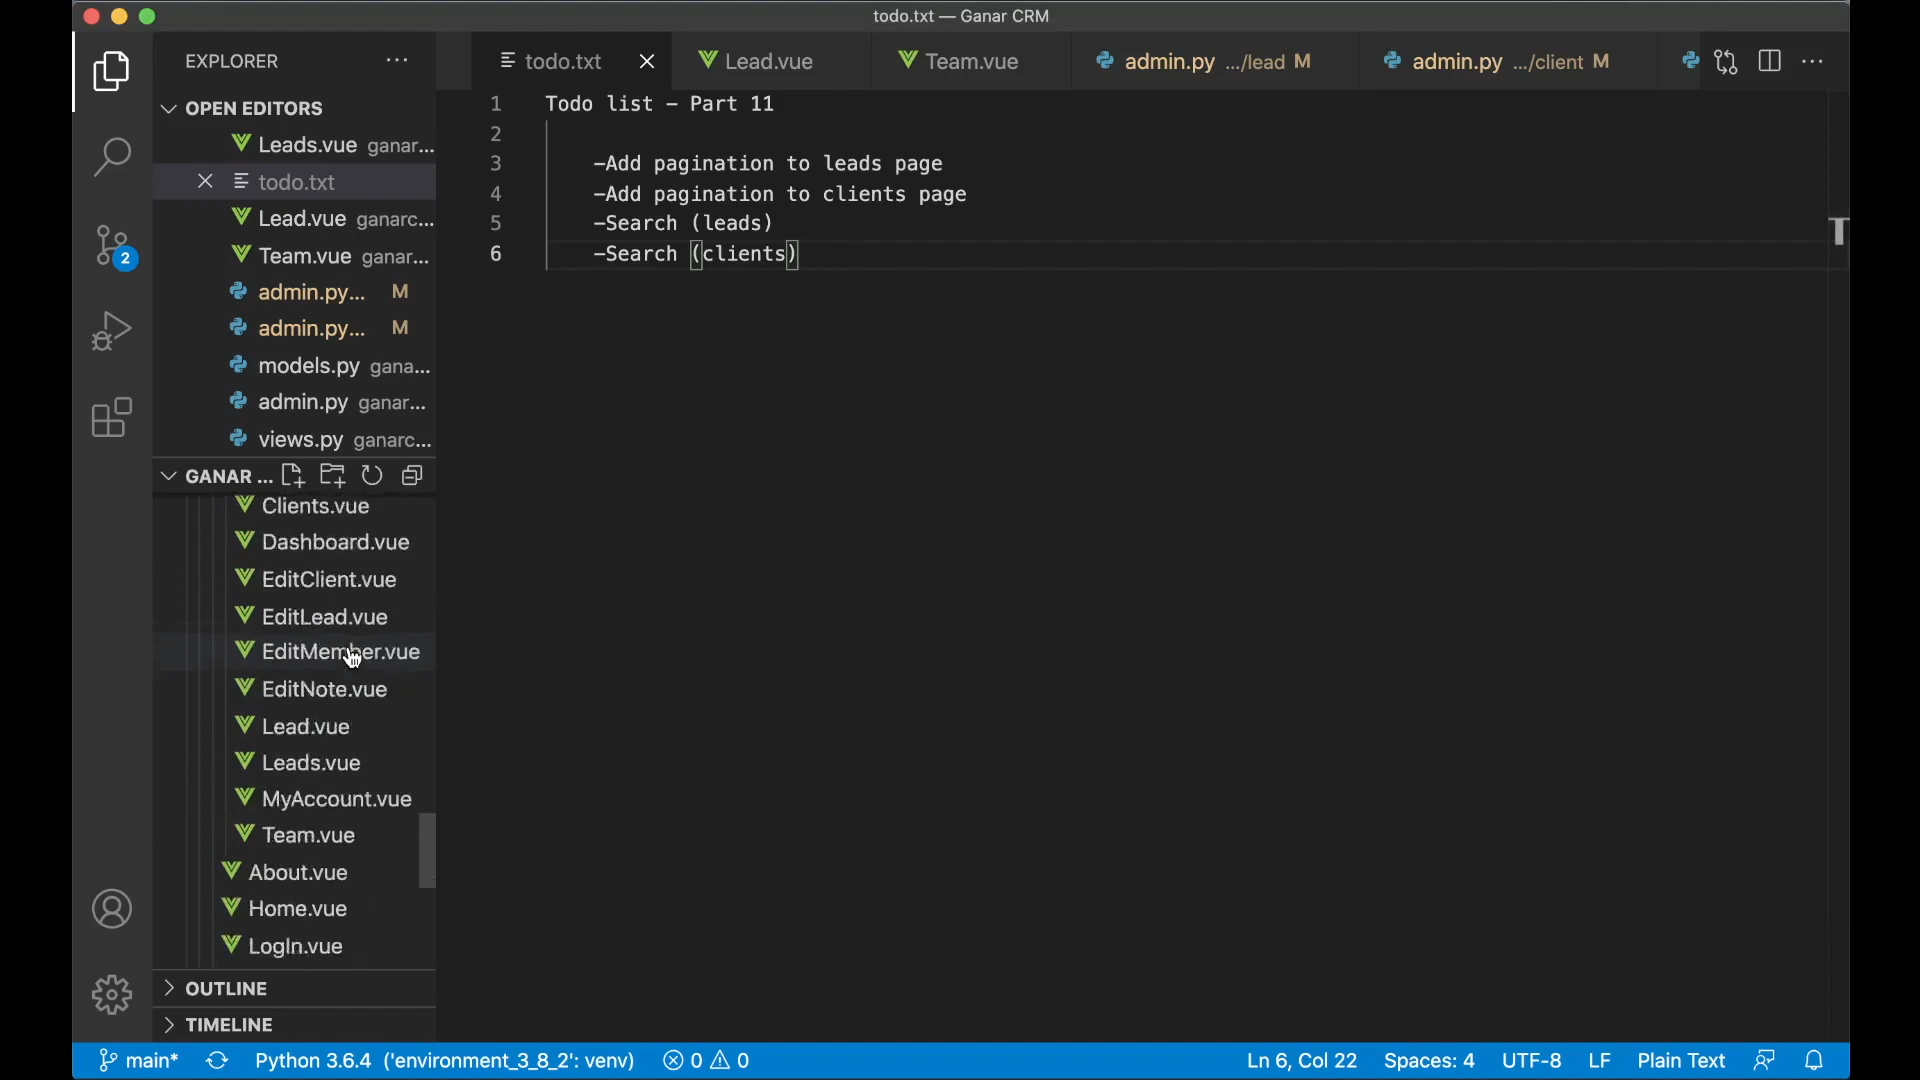 todo.txt — Ganar CRM
EXPLORER
todo.txt
Lead.vue
Team.vue
admin.py .../lead M
admin.py .../client M
OPEN EDITORS
Leads.vue ganar...
todo.txt
Lead.vue ganarc...
Team.vue ganar...
admin.py... M
admin.py... M
models.py gana...
admin.py ganar...
views.py ganarc...
GANAR ...
Clients.vue
Dashboard.vue
EditClient.vue
EditLead.vue
EditMember.vue
EditNote.vue
Lead.vue
Leads.vue
MyAccount.vue
Team.vue
About.vue
Home.vue
LogIn.vue
OUTLINE
TIMELINE
1 Todo list - Part 11
2
3 -Add pagination to leads page
4 -Add pagination to clients page
5 -Search (leads)
6 -Search (clients)
2
main* Python 3.6.4 ('environment_3_8_2': venv) 0 0 Ln 6, Col 22 Spaces: 4 UTF-8 LF Plain Text